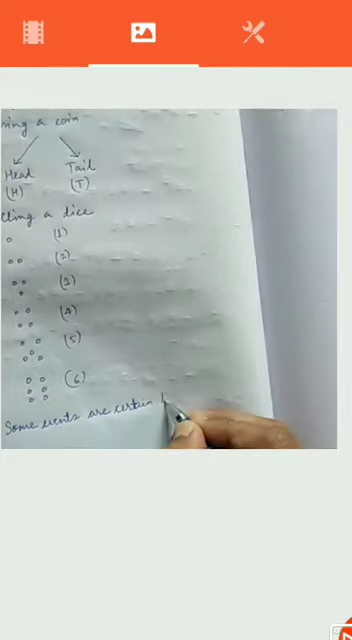 ing a coin
Head Tail
(H) (T)
lling a dice
(1)
(2)
(3)
(4)
(5)
(6)
Some events are certain